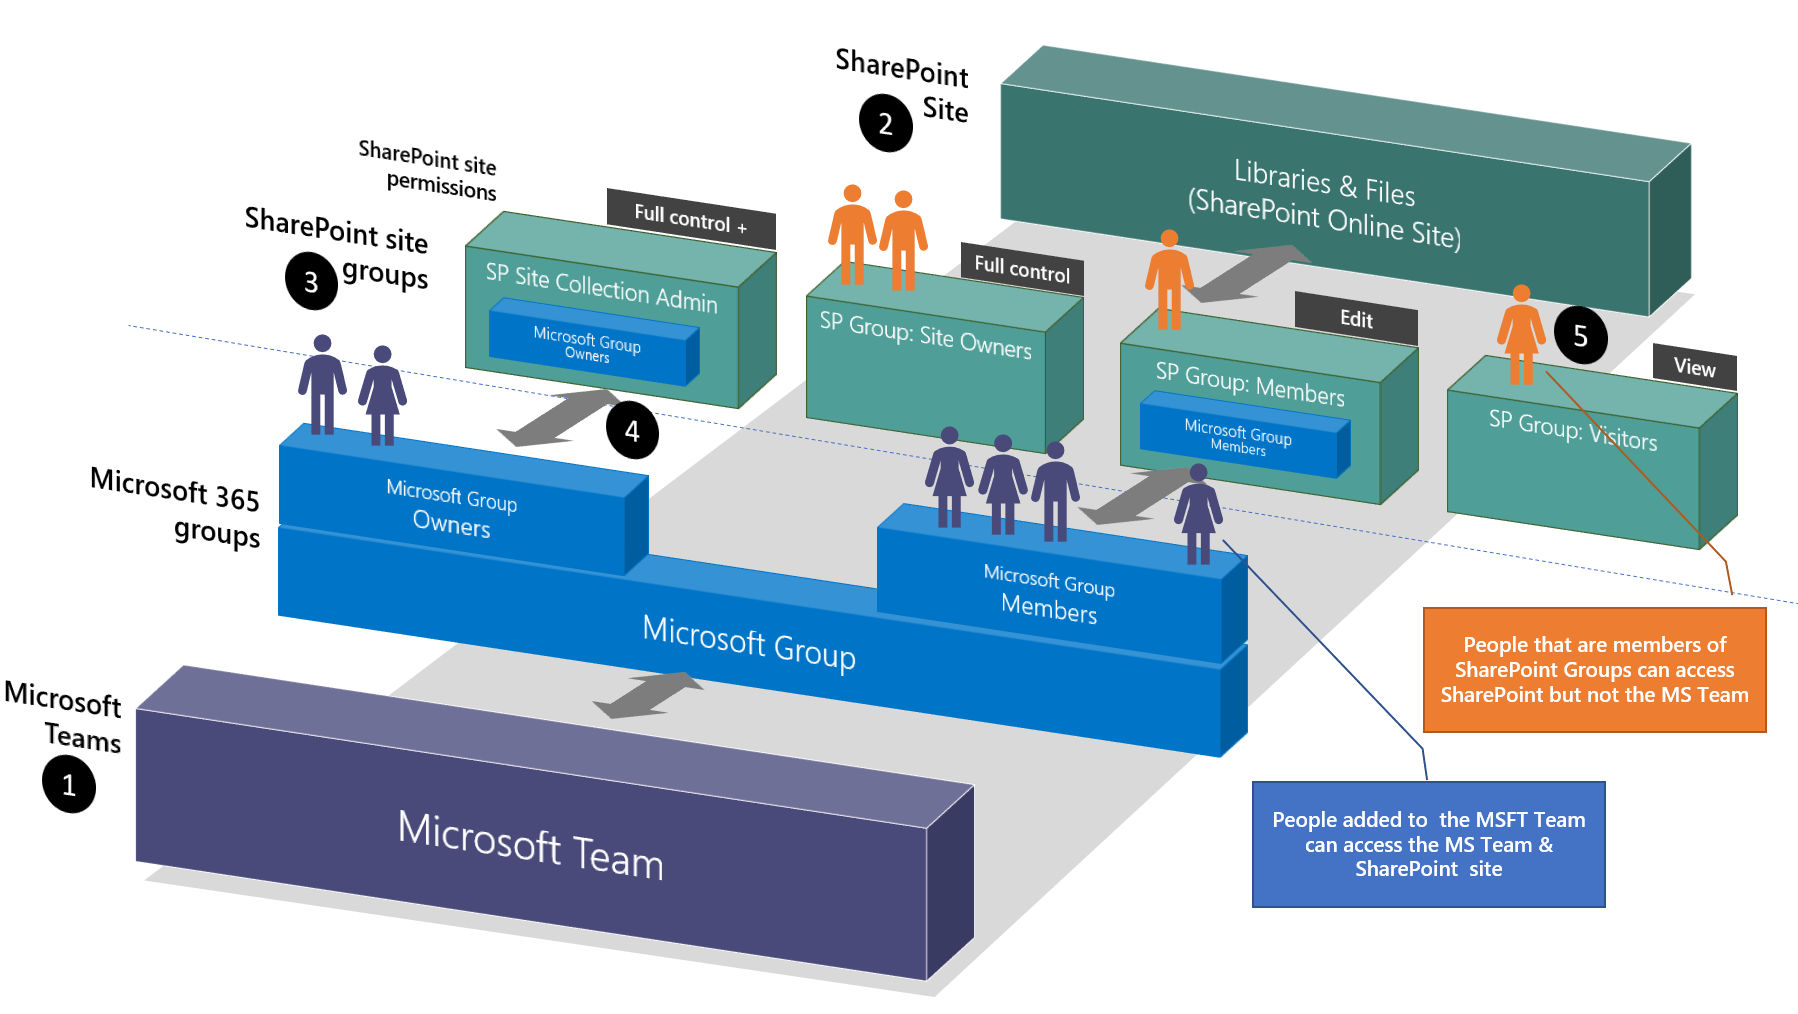 SharePoint
Site
2
Libraries & Files
(SharePoint Online Site)
SharePoint site
permissions
SharePoint site
groups
3
Full control +
SP Site Collection Admin
Microsoft Group
Owners
Full control
SP Group: Site Owners
Edit
SP Group: Members
Microsoft Group
Members
5
View
SP Group: Visitors
4
Microsoft 365
groups
Microsoft Group
Owners
Microsoft Group
Members
Microsoft Group
People that are members of
SharePoint Groups can access
SharePoint but not the MS Team
Microsoft
Teams
1
Microsoft Team
People added to  the MSFT Team
can access the MS Team &
SharePoint  site